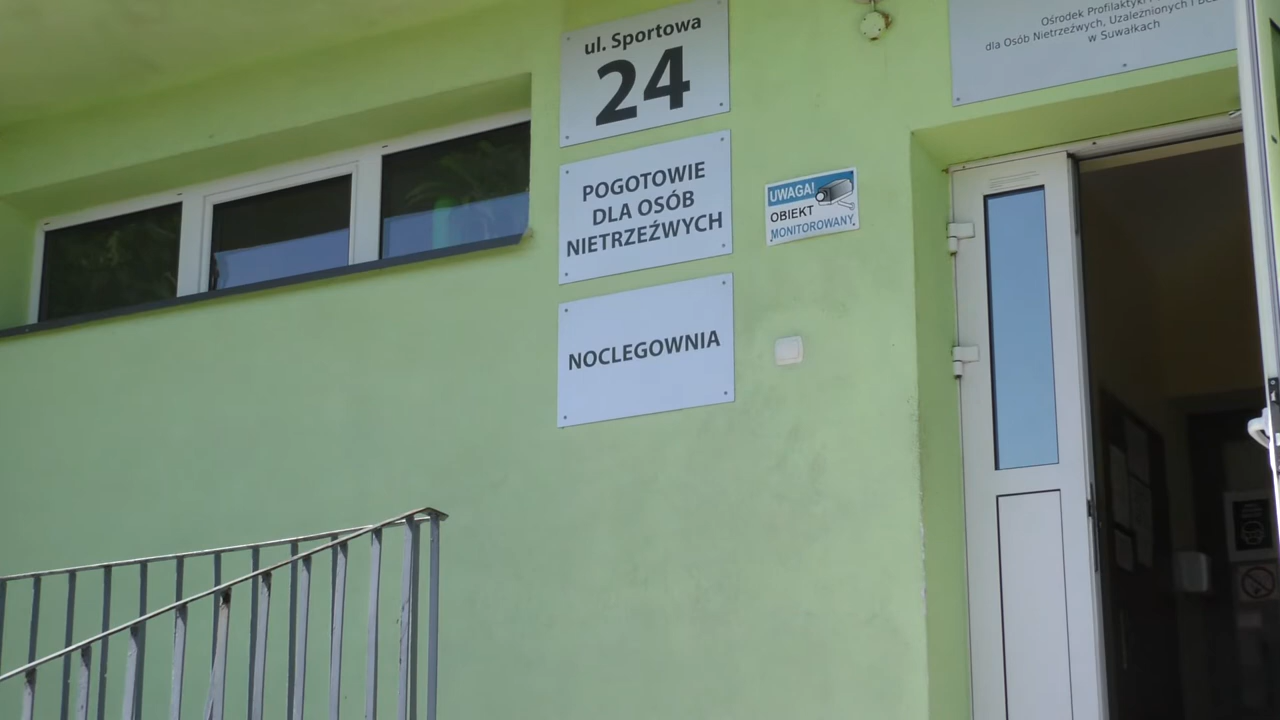 ul. Sportowa
24
POGOTOWIE
DLA OSÓB
NIETRZEŹWYCH
NOCLEGOWNIA
UWAGA!
OBIEKT
MONITOROWANY
Ośrodek Profilaktyki
dla Osób Nietrzeźwych, Uzależnionych i
w Suwałkach